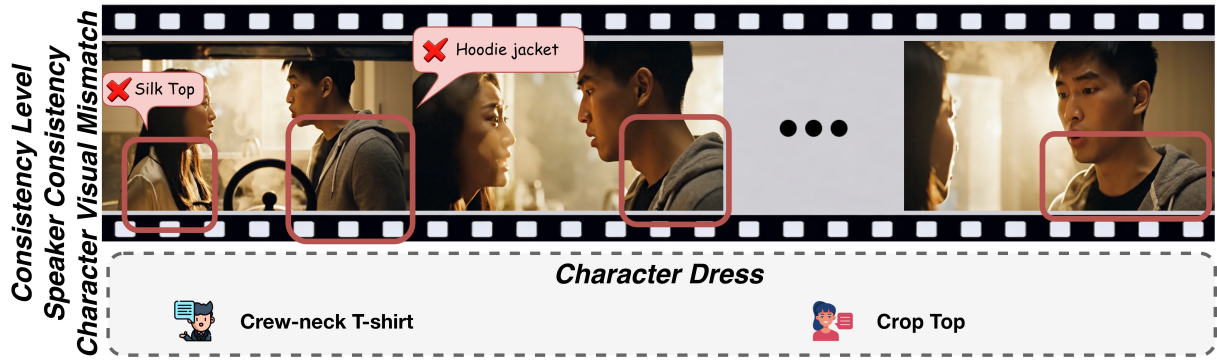 Consistency Level
Speaker Consistency
Character Visual Mismatch
Silk Top
Hoodie jacket
Character Dress
Crew-neck T-shirt
Crop Top